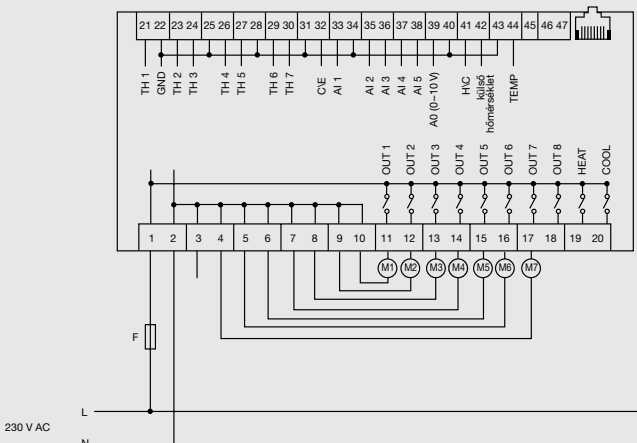 21 22 23 24 25 26 27 28 29 30 31 32 33 34 35 36 37 38 39 40 41 42 43 44 45 46 47
TH 1
GND
TH 2
TH 3
TH 4
TH 5
TH 6
TH 7
C\E
AI 1
AI 2
AI 3
AI 4
AI 5
A0 (0–10 V)
H\C
külső
hőmérséklet
TEMP
OUT 1
OUT 2
OUT 3
OUT 4
OUT 5
OUT 6
OUT 7
OUT 8
HEAT
COOL
1 2 3 4 5 6 7 8 9 10 11 12 13 14 15 16 17 18 19 20
M1 M2 M3 M4 M5 M6 M7
F
L
230 V AC
N